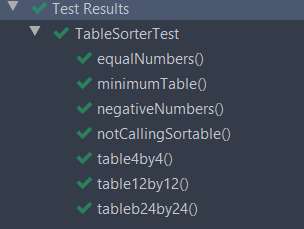 Test Results
TableSorterTest
equalNumbers()
minimumTable()
negativeNumbers()
notCallingSortable()
table4by4()
table12by12()
tableb24by24()